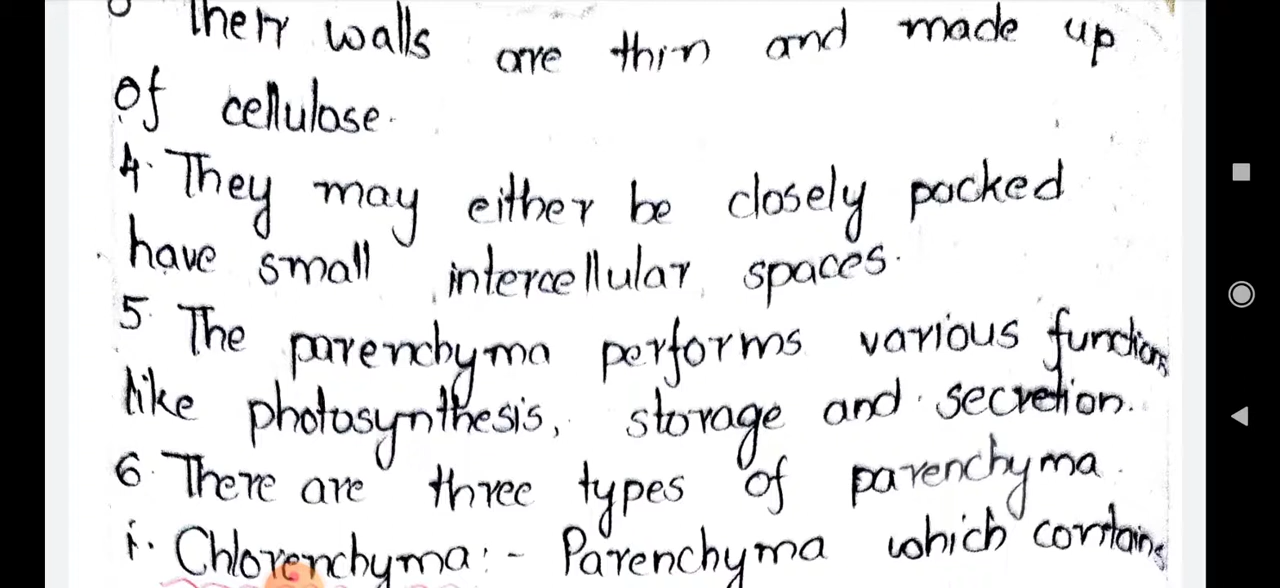 Their walls are thin and made up
of cellulose.
4. They may either be closely packed
have small intercellular spaces.
5. The parenchyma performs various functions
like photosynthesis, storage and secretion.
6. There are three types of parenchyma.
i. Chlorenchyma:- Parenchyma which contains